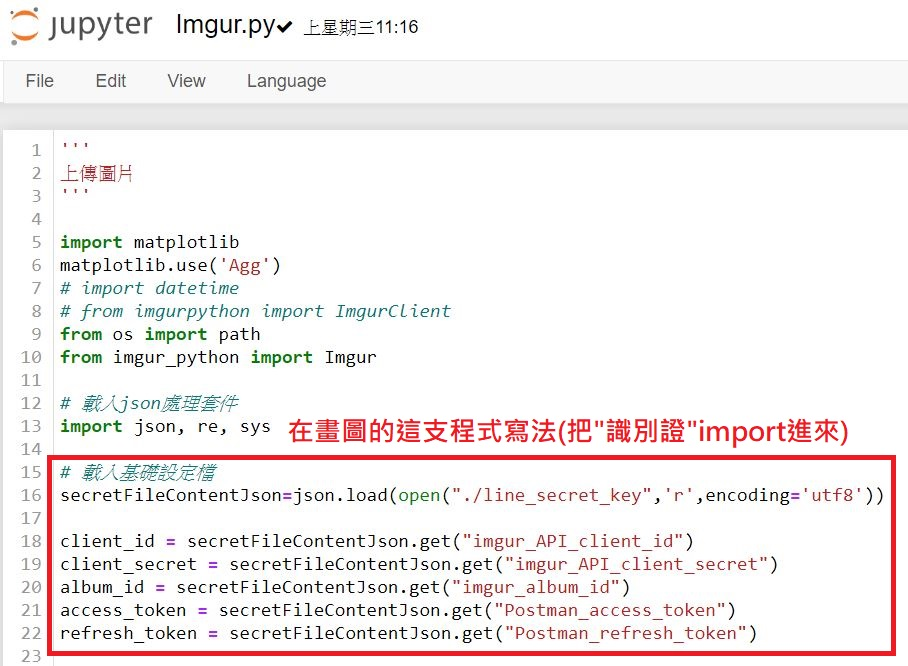 jupyter Imgur.py✔ 上星期三11:16
File Edit View Language
1 '''
2 上傳圖片
3 '''
4
5 import matplotlib
6 matplotlib.use('Agg')
7 # import datetime
8 # from imgurpython import ImgurClient
9 from os import path
10 from imgur_python import Imgur
11
12 # 載入json處理套件
13 import json, re, sys 在畫圖的這支程式寫法(把"識別證"import進來)
14
15 # 載入基礎設定檔
16 secretFileContentJson=json.load(open("./line_secret_key",'r',encoding='utf8'))
17
18 client_id = secretFileContentJson.get("imgur_API_client_id")
19 client_secret = secretFileContentJson.get("imgur_API_client_secret")
20 album_id = secretFileContentJson.get("imgur_album_id")
21 access_token = secretFileContentJson.get("Postman_access_token")
22 refresh_token = secretFileContentJson.get("Postman_refresh_token")
23